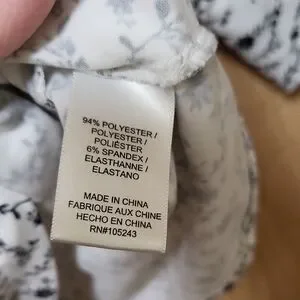 94% POLYESTER /
POLYESTER /
POLIÉSTER
6% SPANDEX /
ELASTHANNE /
ELASTANO
MADE IN CHINA
FABRIQUE AUX CHINE
HECHO EN CHINA
RN#105243